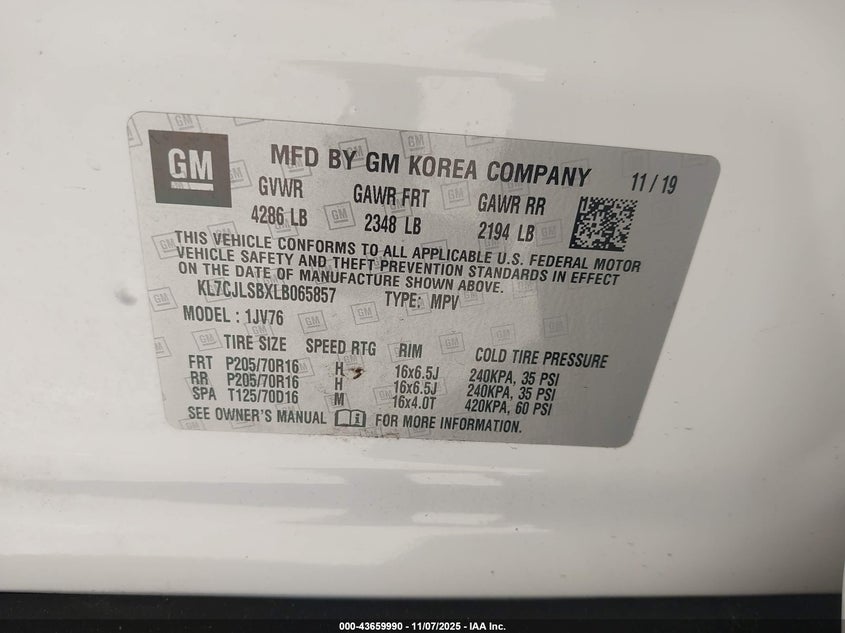 GM
MFD BY GM KOREA COMPANY 11 / 19
GVWR GAWR FRT GAWR RR
4286 LB 2348 LB 2194 LB
THIS VEHICLE CONFORMS TO ALL APPLICABLE U.S. FEDERAL MOTOR
VEHICLE SAFETY AND THEFT PREVENTION STANDARDS IN EFFECT
ON THE DATE OF MANUFACTURE SHOWN ABOVE.
KL7CJLSBXLB065857 TYPE: MPV
MODEL : 1JV76
TIRE SIZE SPEED RTG RIM COLD TIRE PRESSURE
FRT P205/70R16 H 16x6.5J 240KPA, 35 PSI
RR P205/70R16 H 16x6.5J 240KPA, 35 PSI
SPA T125/70D16 M 16x4.0T 420KPA, 60 PSI
SEE OWNER'S MANUAL FOR MORE INFORMATION.
000-43659990 - 11/07/2025 - IAA Inc.